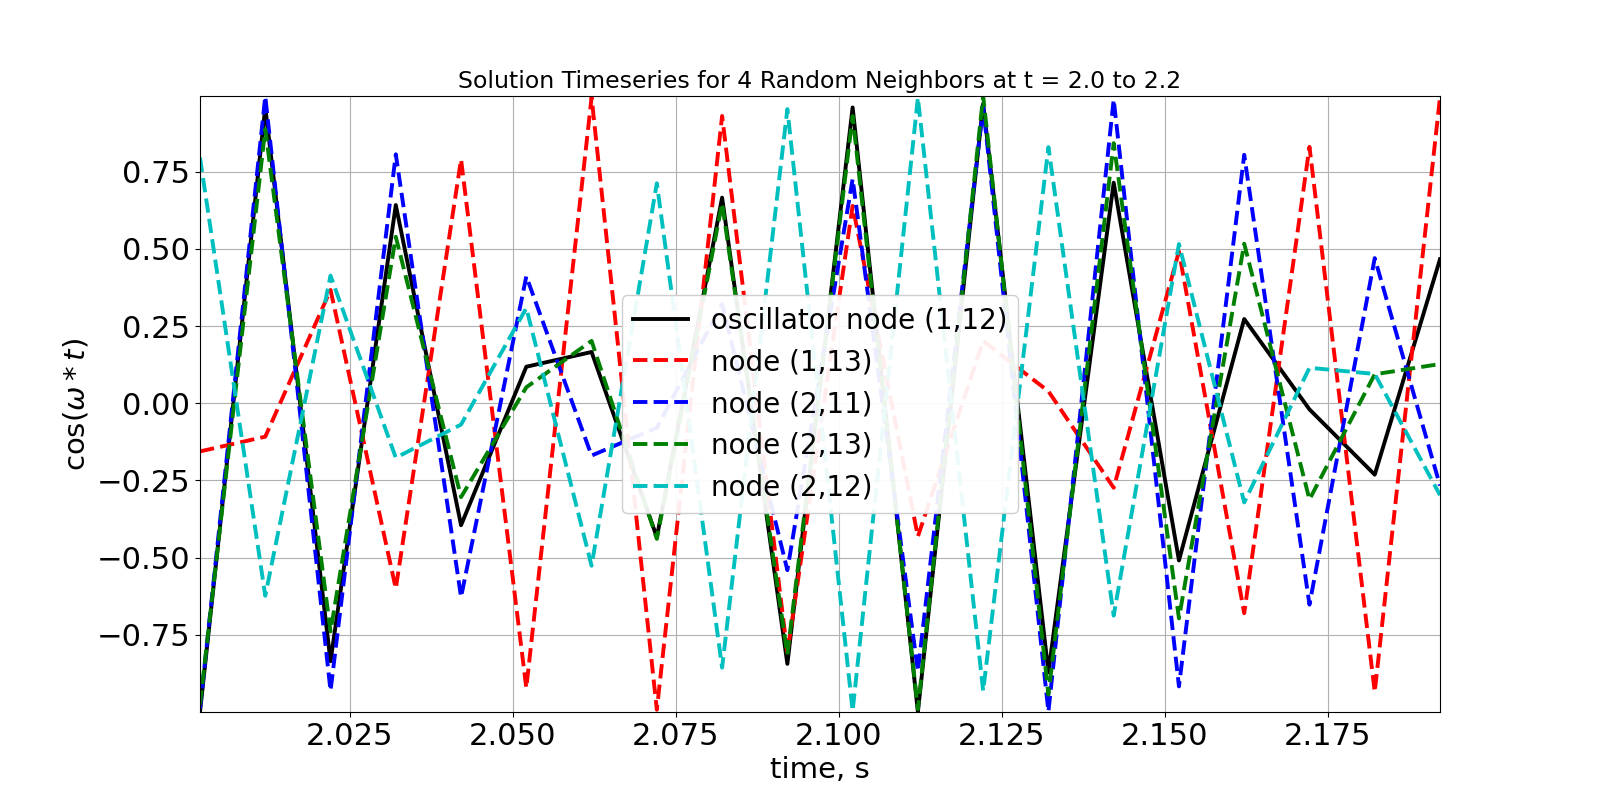 Solution Timeseries for 4 Random Neighbors at t = 2.0 to 2.2
cos(ω * t)
0.75
0.50
0.25
0.00
−0.25
−0.50
−0.75
oscillator node (1,12)
node (1,13)
node (2,11)
node (2,13)
node (2,12)
2.025 2.050 2.075 2.100 2.125 2.150 2.175
time, s